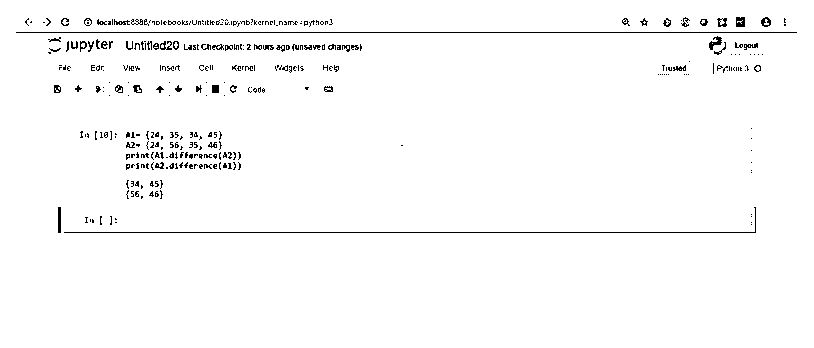 localhost:8888/notebooks/Untitled20.ipynb?kernel_name=python3
jupyter Untitled20 Last Checkpoint: 2 hours ago (unsaved changes)
Logout
File Edit View Insert Cell Kernel Widgets Help
Trusted Python 3
Code
In [10]: A1= {24, 35, 34, 45}
A2= {24, 56, 35, 46}
print(A1.difference(A2))
print(A2.difference(A1))
{34, 45}
{56, 46}
In [ ]: